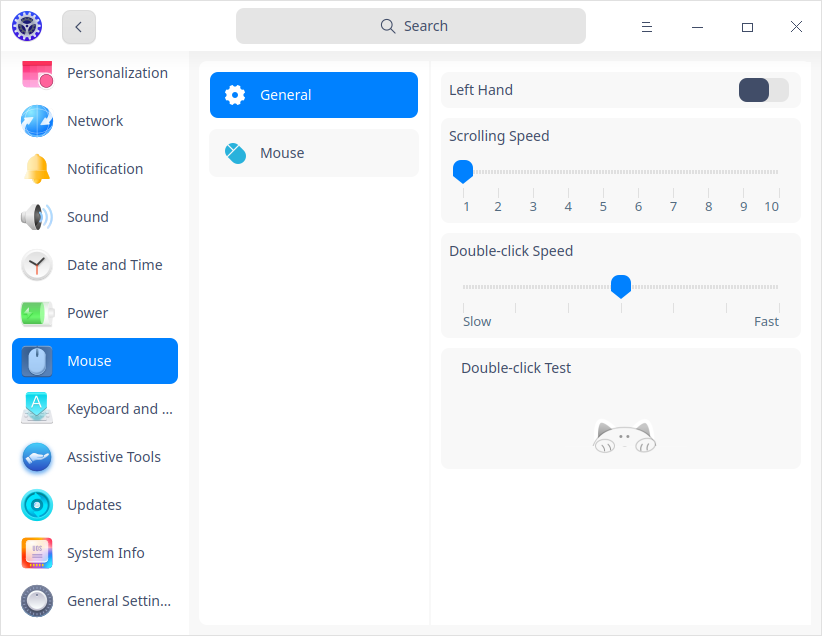 Search
Personalization
Network
Notification
Sound
Date and Time
Power
Mouse
Keyboard and ...
Assistive Tools
Updates
System Info
General Settin...
General
Mouse
Left Hand
Scrolling Speed
1 2 3 4 5 6 7 8 9 10
Double-click Speed
Slow Fast
Double-click Test